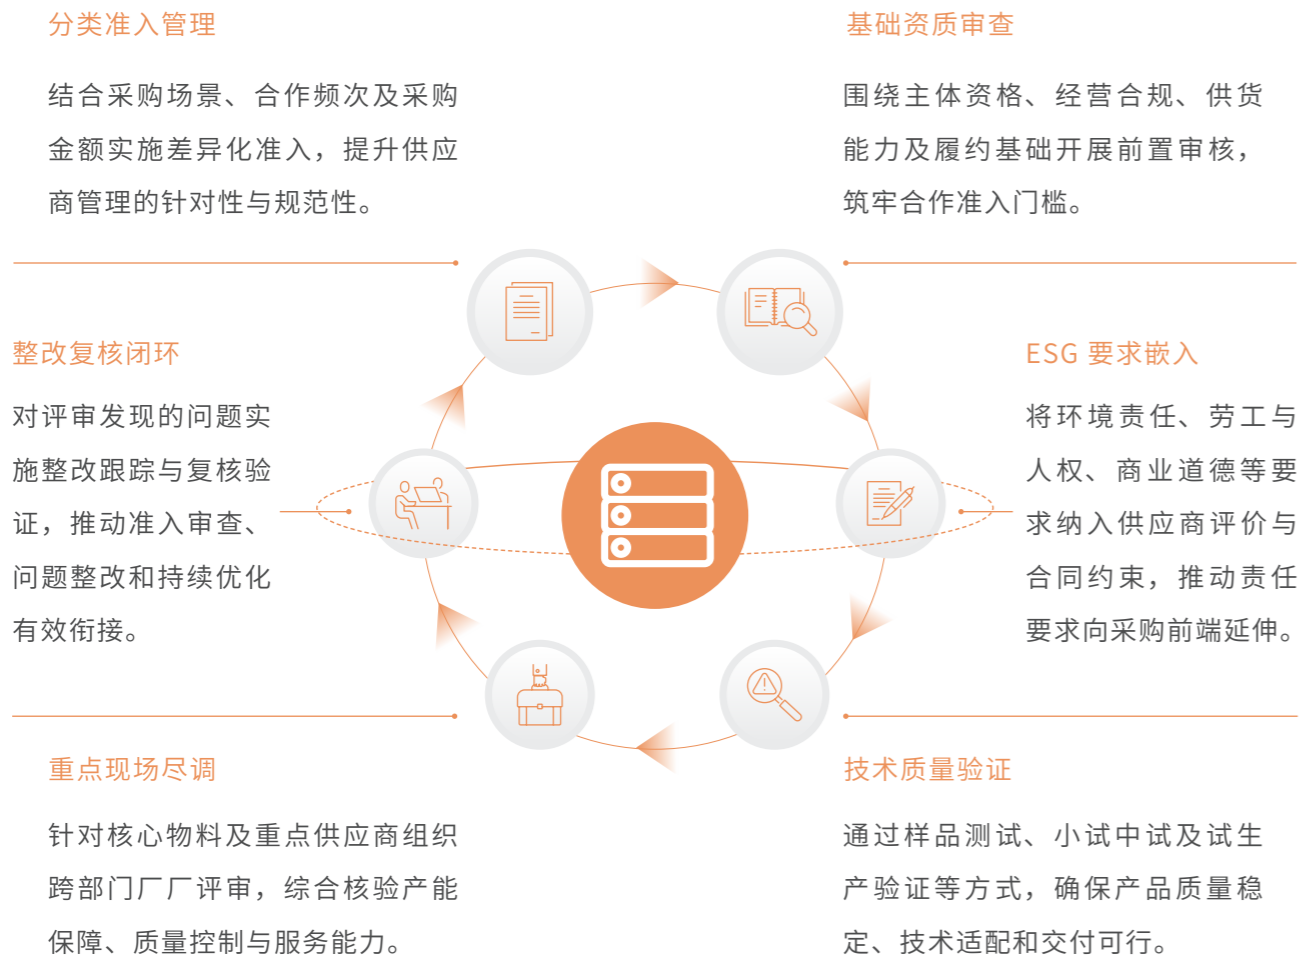 分类准入管理
结合采购场景、合作频次及采购
金额实施差异化准入，提升供应
商管理的针对性与规范性。
基础资质审查
围绕主体资格、经营合规、供货
能力及履约基础开展前置审核，
筑牢合作准入门槛。
整改复核闭环
对评审发现的问题实
施整改跟踪与复核验
证，推动准入审查、
问题整改和持续优化
有效衔接。
ESG 要求嵌入
将环境责任、劳工与
人权、商业道德等要
求纳入供应商评价与
合同约束，推动责任
要求向采购前端延伸。
重点现场尽调
针对核心物料及重点供应商组织
跨部门厂厂评审，综合核验产能
保障、质量控制与服务能力。
技术质量验证
通过样品测试、小试中试及试生
产验证等方式，确保产品质量稳
定、技术适配和交付可行。